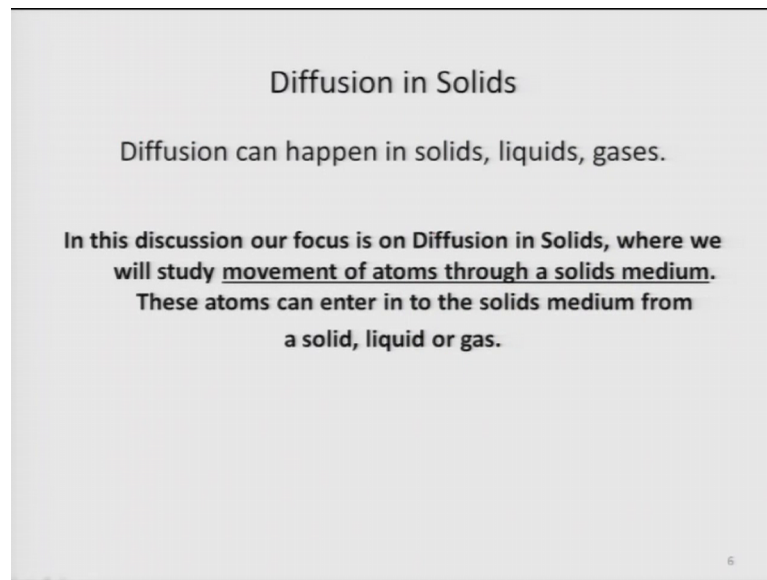 Diffusion in Solids
Diffusion can happen in solids, liquids, gases.
In this discussion our focus is on Diffusion in Solids, where we
will study movement of atoms through a solids medium.
These atoms can enter in to the solids medium from
a solid, liquid or gas.
6